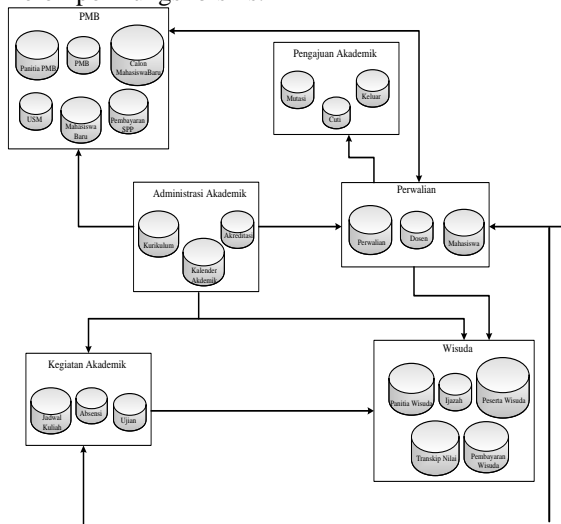 PMB
Panitia PMB
PMB
Calon
MahasiswaBaru
USM
Mahasiswa
Baru
Pembayaran
SPP
Pengajuan Akademik
Mutasi
Cuti
Keluar
Administrasi Akademik
Kurikulum
Kalender
Akdemik
Akreditasi
Perwalian
Perwalian
Dosen
Mahasiswa
Kegiatan Akademik
Jadwal
Kuliah
Absensi
Ujian
Wisuda
Panitia Wisuda
Ijazah
Peserta Wisuda
Transkip Nilai
Pembayaran
Wisuda